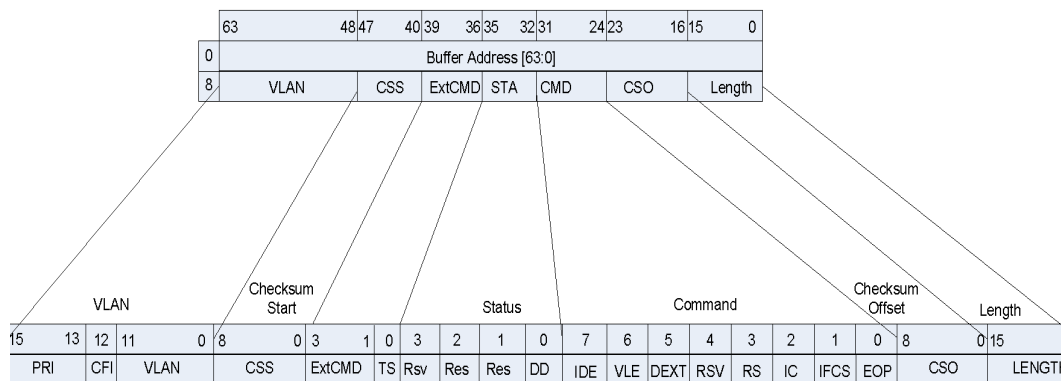 63 48 47 40 39 36 35 32 31 24 23 16 15 0
0 Buffer Address [63:0]
8 VLAN CSS ExtCMD STA CMD CSO Length
VLAN Checksum Start Status Command Checksum Offset Length
15 13 12 11 0 8 0 3 1 0 3 2 1 0 7 6 5 4 3 2 1 0 8 0 15
PRI CFI VLAN CSS ExtCMD TS Rsv Res Res DD IDE VLE DEXT RSV RS IC IFCS EOP CSO